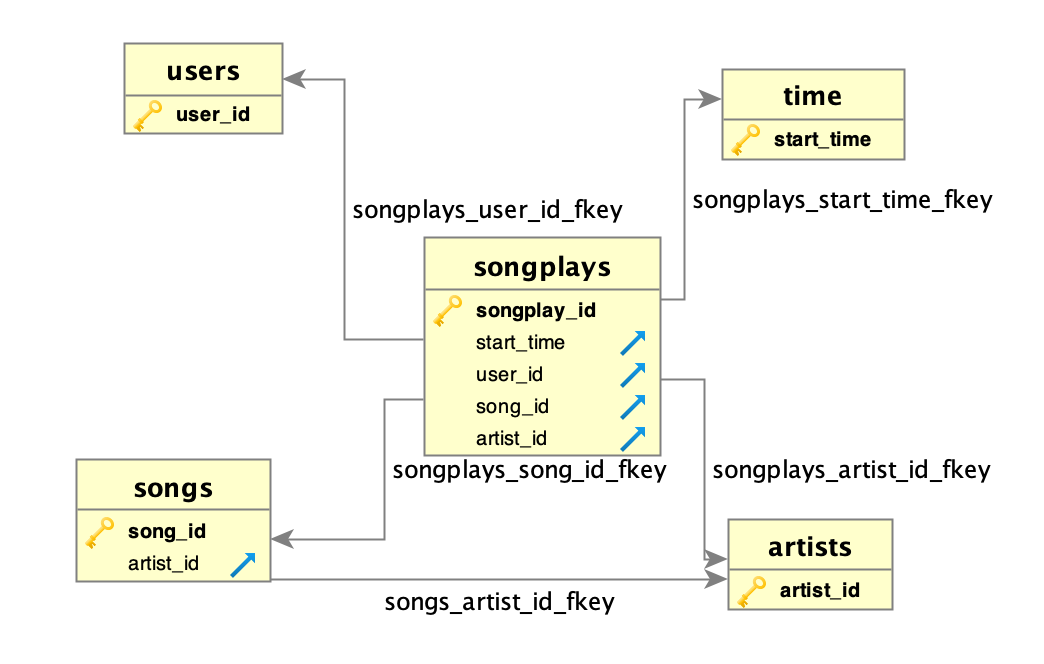 users
user_id
time
start_time
songplays_user_id_fkey
songplays_start_time_fkey
songplays
songplay_id
start_time
user_id
song_id
artist_id
songplays_song_id_fkey
songplays_artist_id_fkey
songs
song_id
artist_id
artists
artist_id
songs_artist_id_fkey